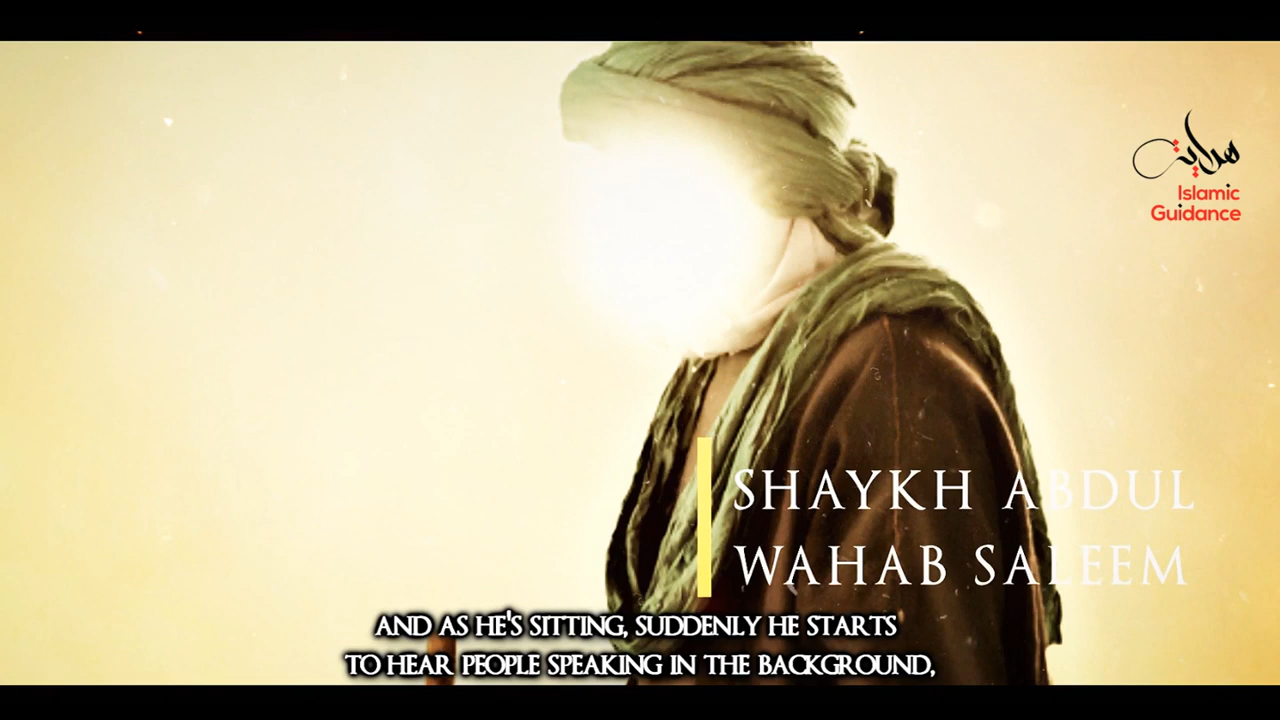 هداية
Islamic
Guidance
SHAYKH ABDUL
WAHAB SALEEM
AND AS HE'S SITTING, SUDDENLY HE STARTS
TO HEAR PEOPLE SPEAKING IN THE BACKGROUND,